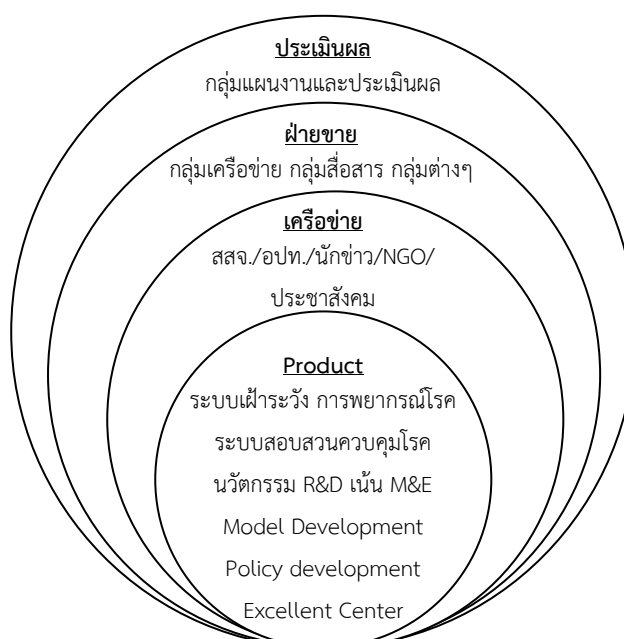 ประเมินผล
กลุ่มแผนงานและประเมินผล
ฝ่ายขาย
กลุ่มเครือข่าย กลุ่มสื่อสาร กลุ่มต่างๆ
เครือข่าย
สสจ./อปท./นักข่าว/NGO/
ประชาสังคม
Product
ระบบเฝ้าระวัง การพยากรณ์โรค
ระบบสอบสวนควบคุมโรค
นวัตกรรม R&D เน้น M&E
Model Development
Policy development
Excellent Center